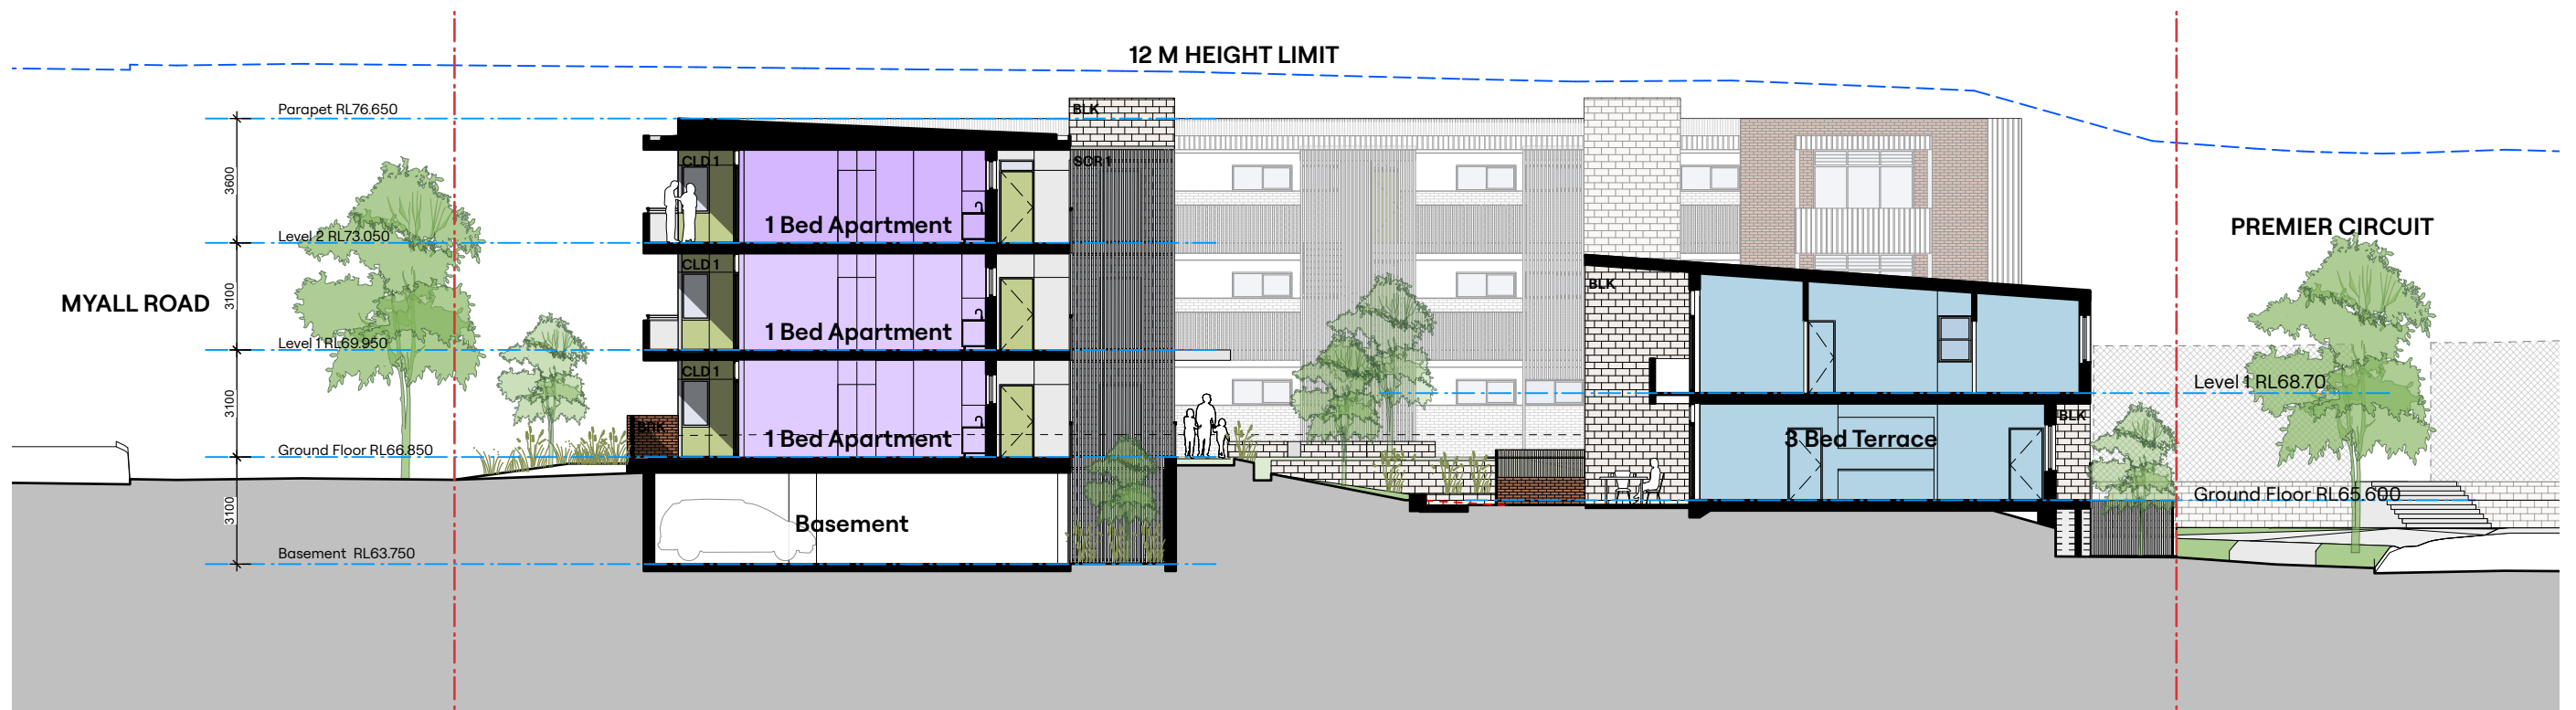 12 M HEIGHT LIMIT
Parapet RL76.650
BLK
CLD 1
SCR 1
3600
1 Bed Apartment
PREMIER CIRCUIT
Level 2 RL73.050
CLD 1
BLK
MYALL ROAD
3100
1 Bed Apartment
Level 1 RL69.950
CLD 1
Level 1 RL68.70
3100
BLK
1 Bed Apartment
3 Bed Terrace
Ground Floor RL66.850
Ground Floor RL65.600
3100
Basement
Basement RL63.750